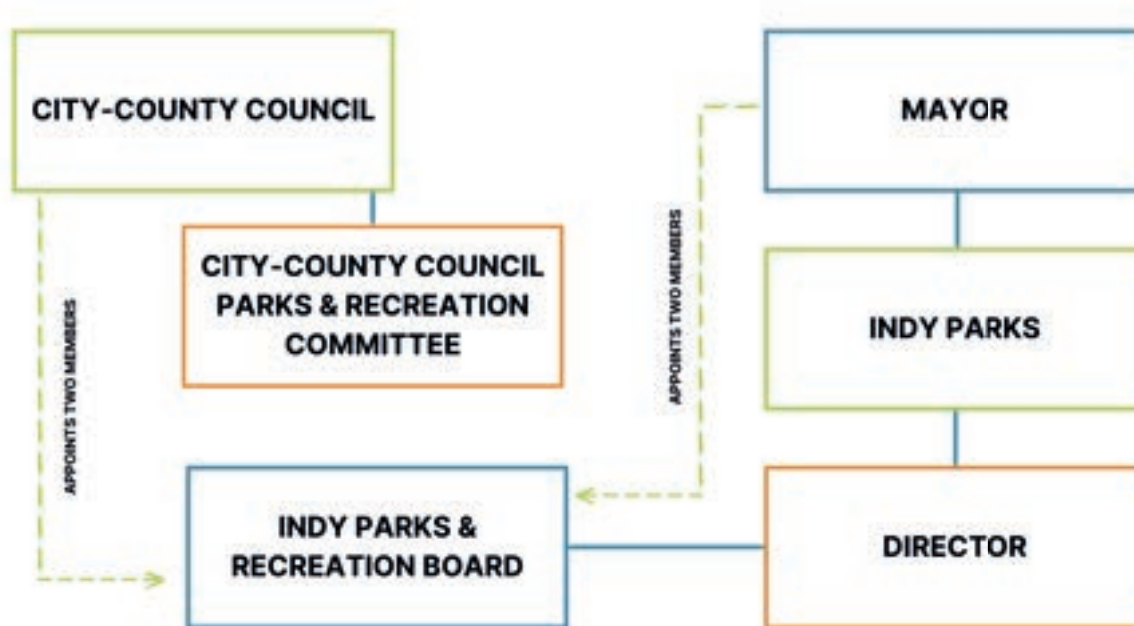 CITY-COUNTY COUNCIL
MAYOR
CITY-COUNTY COUNCIL
PARKS & RECREATION
COMMITTEE
APPOINTS TWO MEMBERS
APPOINTS TWO MEMBERS
INDY PARKS
INDY PARKS &
RECREATION BOARD
DIRECTOR